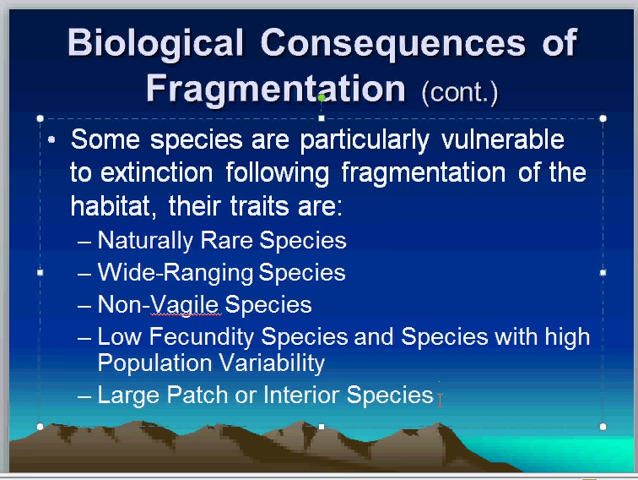 Biological Consequences of
Fragmentation (cont.)
• Some species are particularly vulnerable
to extinction following fragmentation of the
habitat, their traits are:
– Naturally Rare Species
– Wide-Ranging Species
– Non-Vagile Species
– Low Fecundity Species and Species with high
Population Variability
– Large Patch or Interior Species